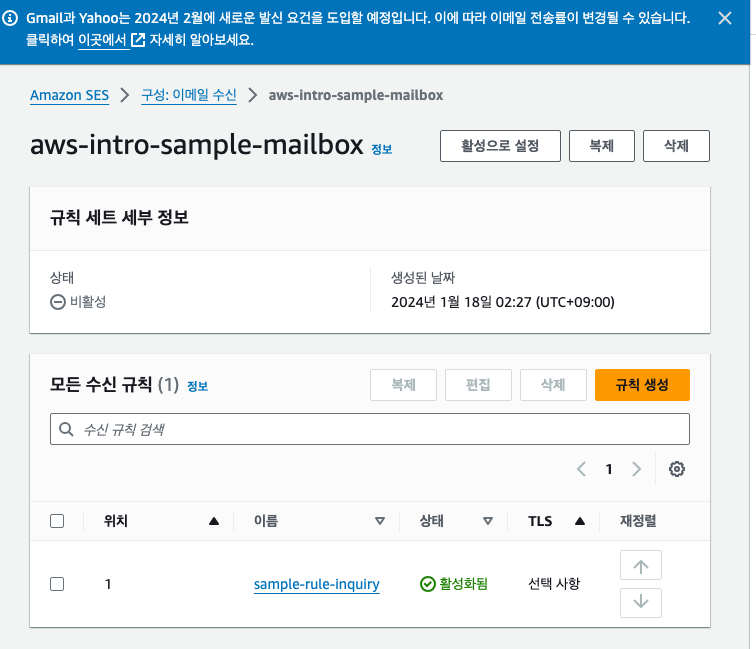 Gmail과 Yahoo는 2024년 2월에 새로운 발신 요건을 도입할 예정입니다. 이에 따라 이메일 전송률이 변경될 수 있습니다.
클릭하여 이곳에서 자세히 알아보세요.
Amazon SES > 구성: 이메일 수신 > aws-intro-sample-mailbox
aws-intro-sample-mailbox 정보 활성으로 설정 복제 삭제
규칙 세트 세부 정보
상태 생성된 날짜
비활성 2024년 1월 18일 02:27 (UTC+09:00)
모든 수신 규칙 (1) 정보 복제 편집 삭제 규칙 생성
수신 규칙 검색
1
위치 이름 상태 TLS 재정렬
1 sample-rule-inquiry 활성화됨 선택 사항